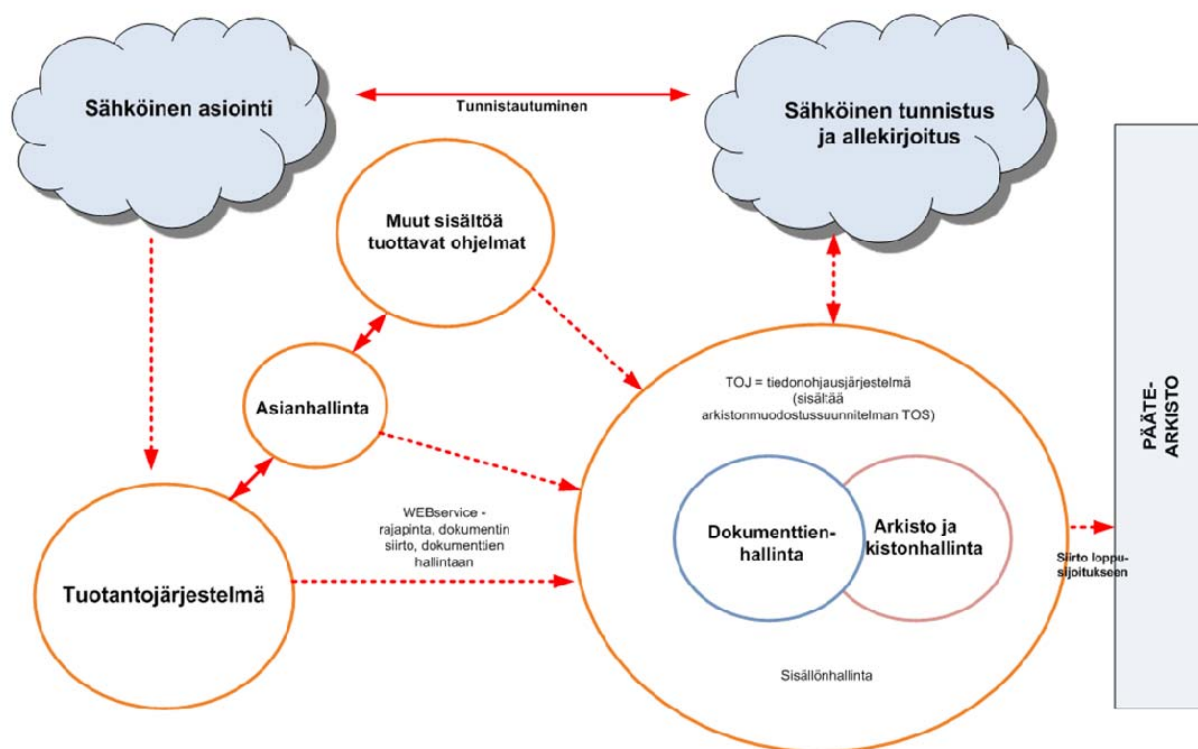 Sähköinen asiointi
Tunnistautuminen
Sähköinen tunnistus
ja allekirjoitus
Muut sisältöä
tuottavat ohjelmat
Asianhallinta
TOJ = tiedonohjausjärjestelmä
(sisältää
arkistonmuodostussuunnitelman TOS)
PÄÄTE-
ARKISTO
WEBservice -
rajapinta, dokumentin
siirto, dokumenttien
hallintaan
Tuotantojärjestelmä
Dokumenttien-
hallinta
Arkisto ja
kistonhallinta
Siirto loppu-
sijoitukseen
Sisällönhallinta